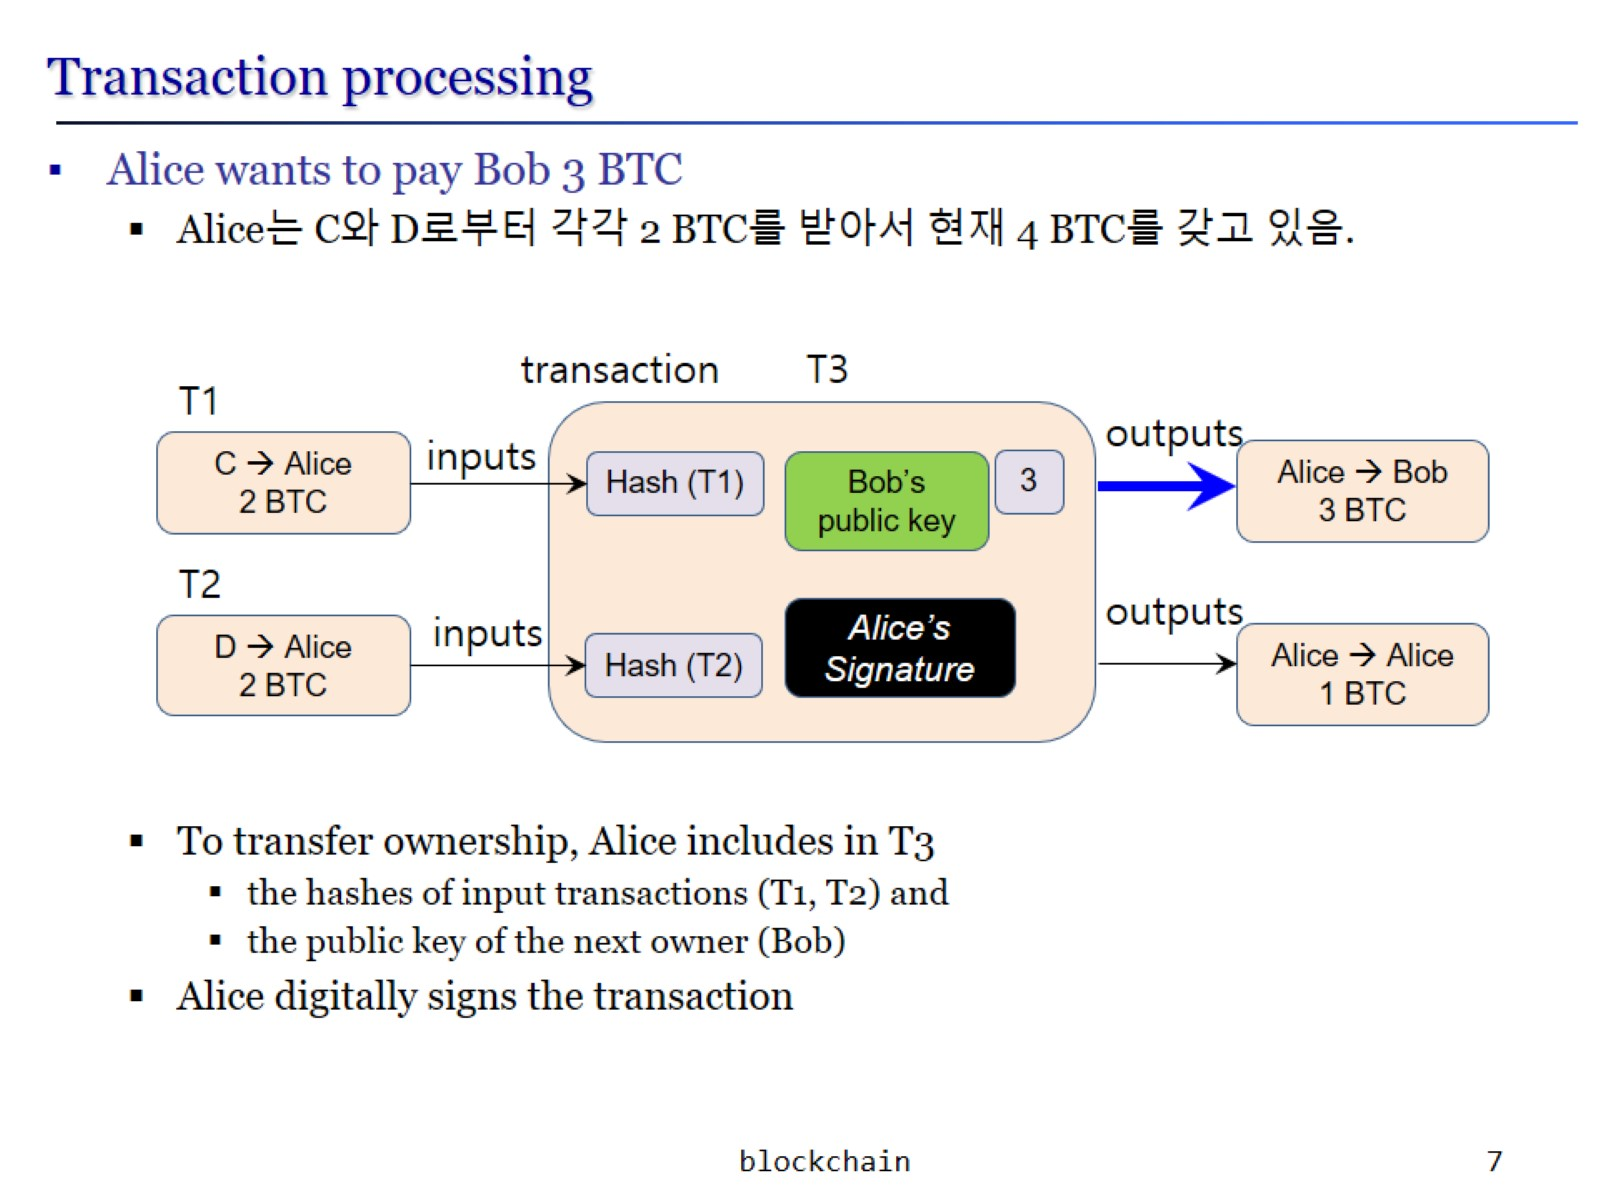 Transaction processing
▪ Alice wants to pay Bob 3 BTC
▪ Alice는 C와 D로부터 각각 2 BTC를 받아서 현재 4 BTC를 갖고 있음.
transaction T3
T1
C → Alice
2 BTC
inputs
Hash (T1)
Bob's
public key
3
outputs
Alice → Bob
3 BTC
T2
D → Alice
2 BTC
inputs
Hash (T2)
Alice's
Signature
outputs
Alice → Alice
1 BTC
▪ To transfer ownership, Alice includes in T3
▪ the hashes of input transactions (T1, T2) and
▪ the public key of the next owner (Bob)
▪ Alice digitally signs the transaction
blockchain
7